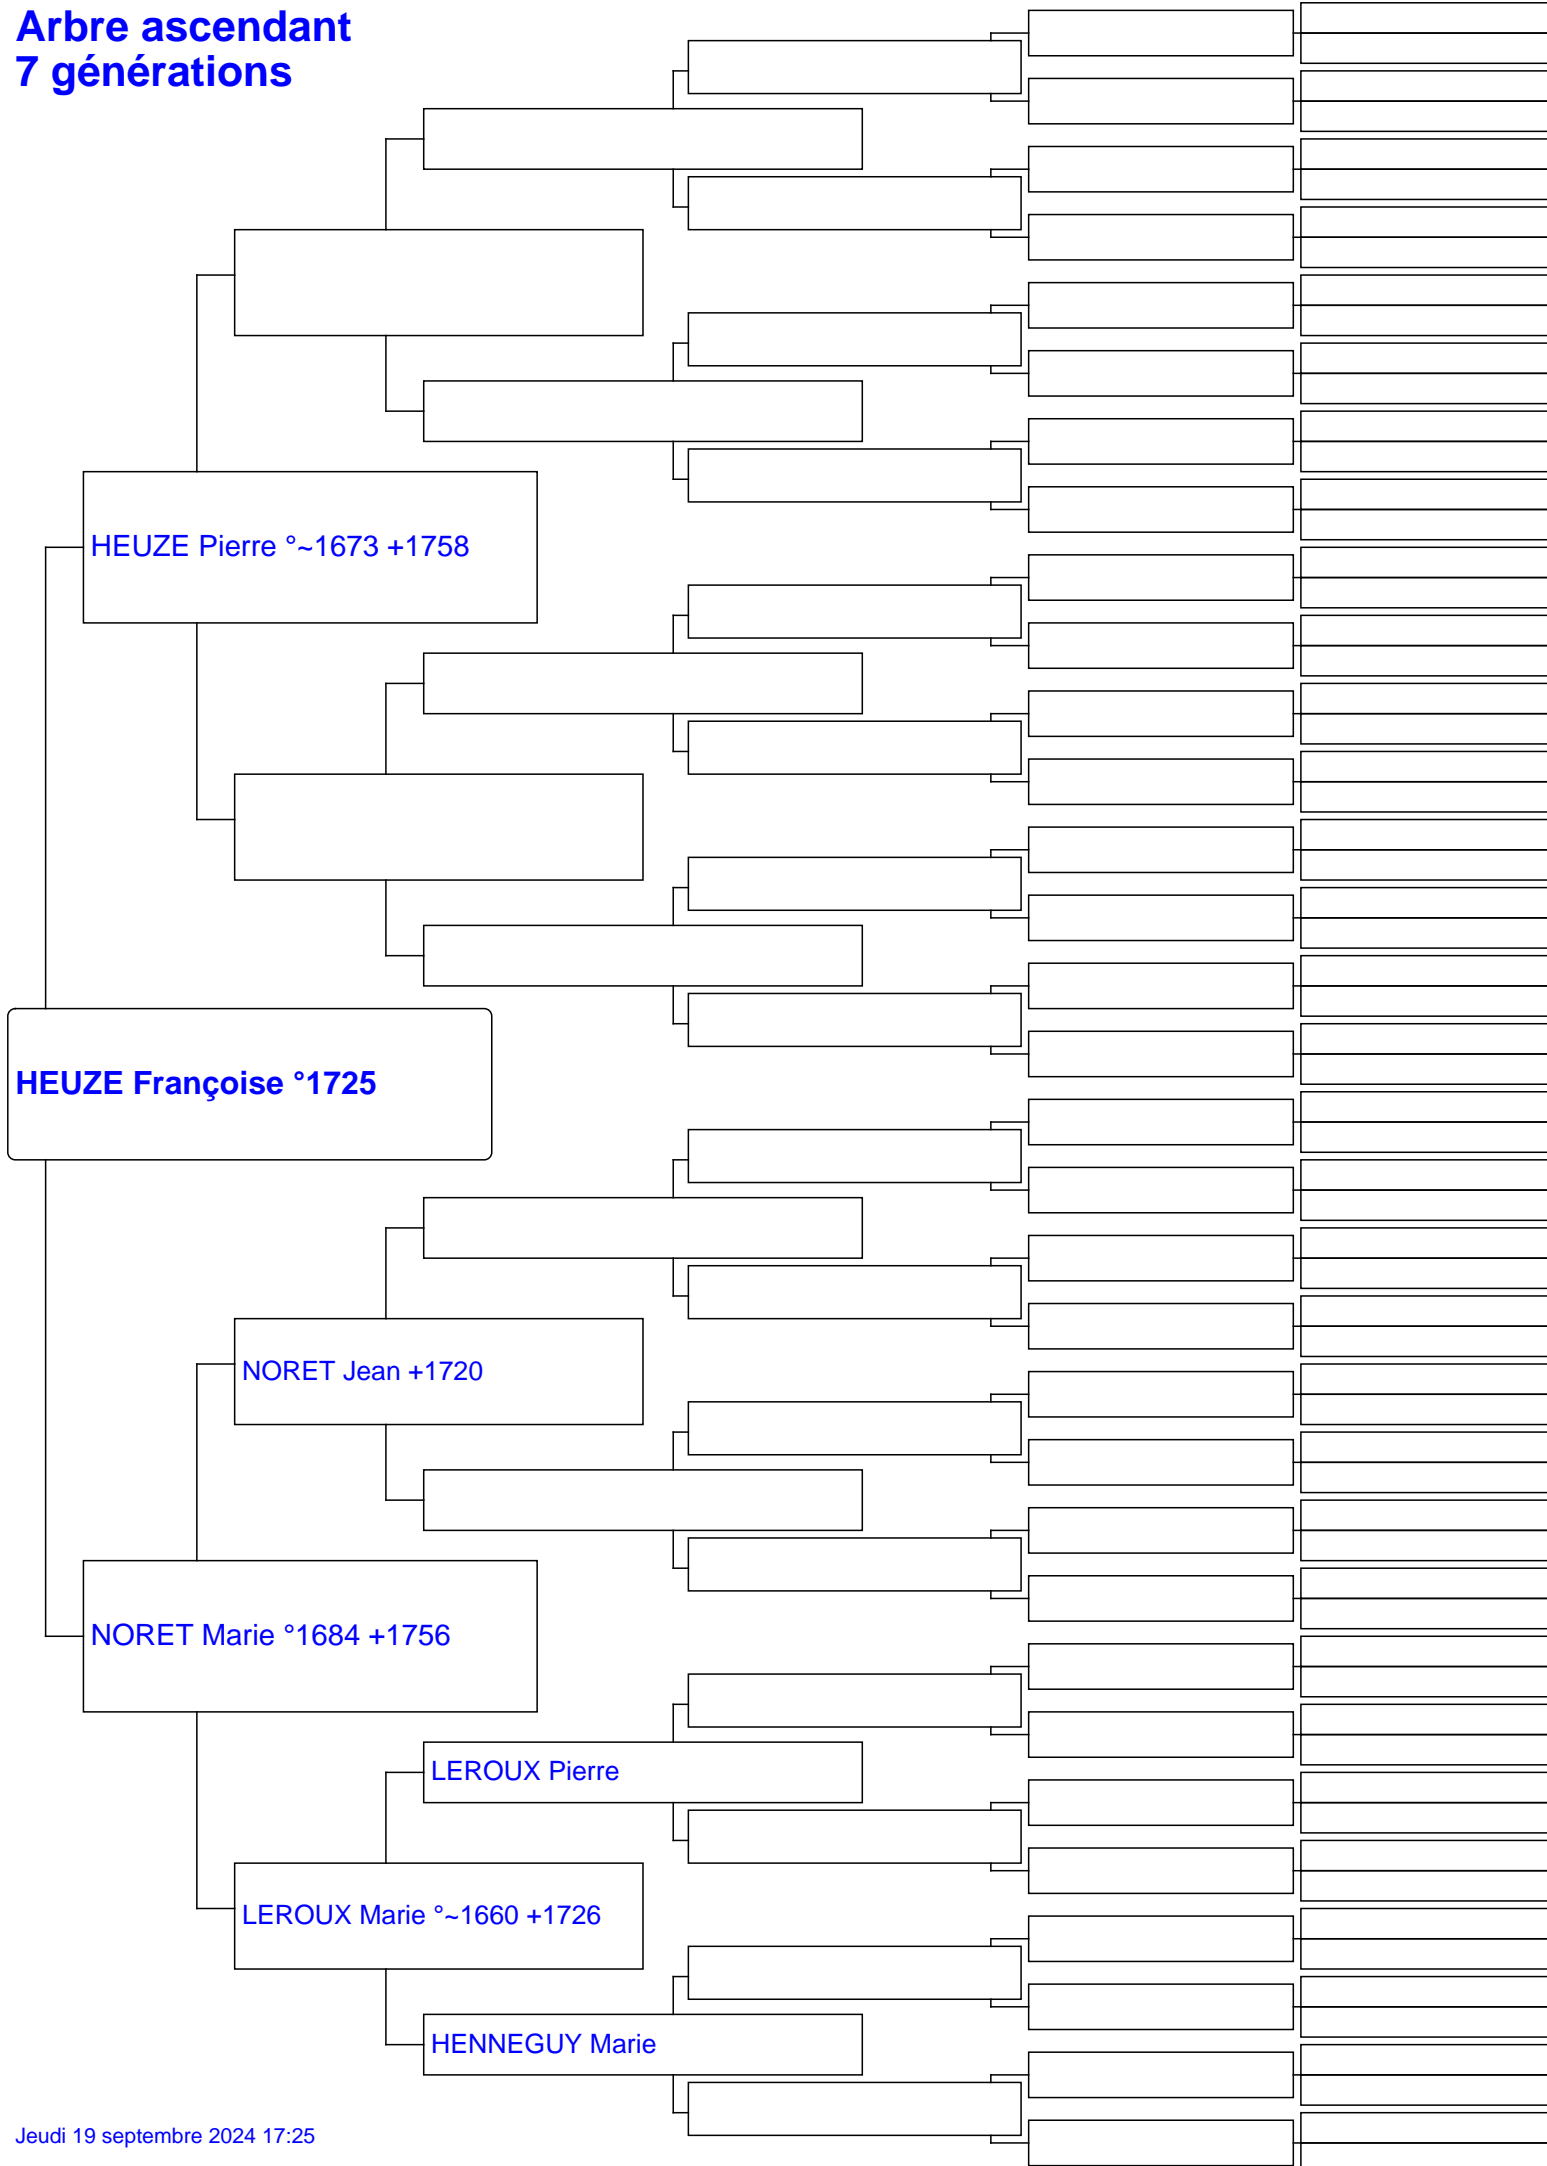 Arbre ascendant
7 générations
HEUZE Pierre °~1673 +1758
HEUZE Françoise °1725
NORET Jean +1720
NORET Marie °1684 +1756
LEROUX Pierre
LEROUX Marie °~1660 +1726
HENNEGUY Marie
Jeudi 19 septembre 2024 17:25